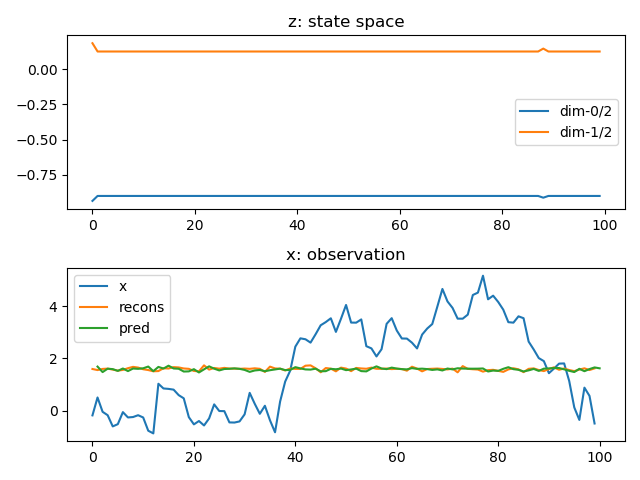 z: state space
0.00
−0.25
−0.50
−0.75
dim-0/2
dim-1/2
0 20 40 60 80 100
x: observation
4
2
0
x
recons
pred
0 20 40 60 80 100